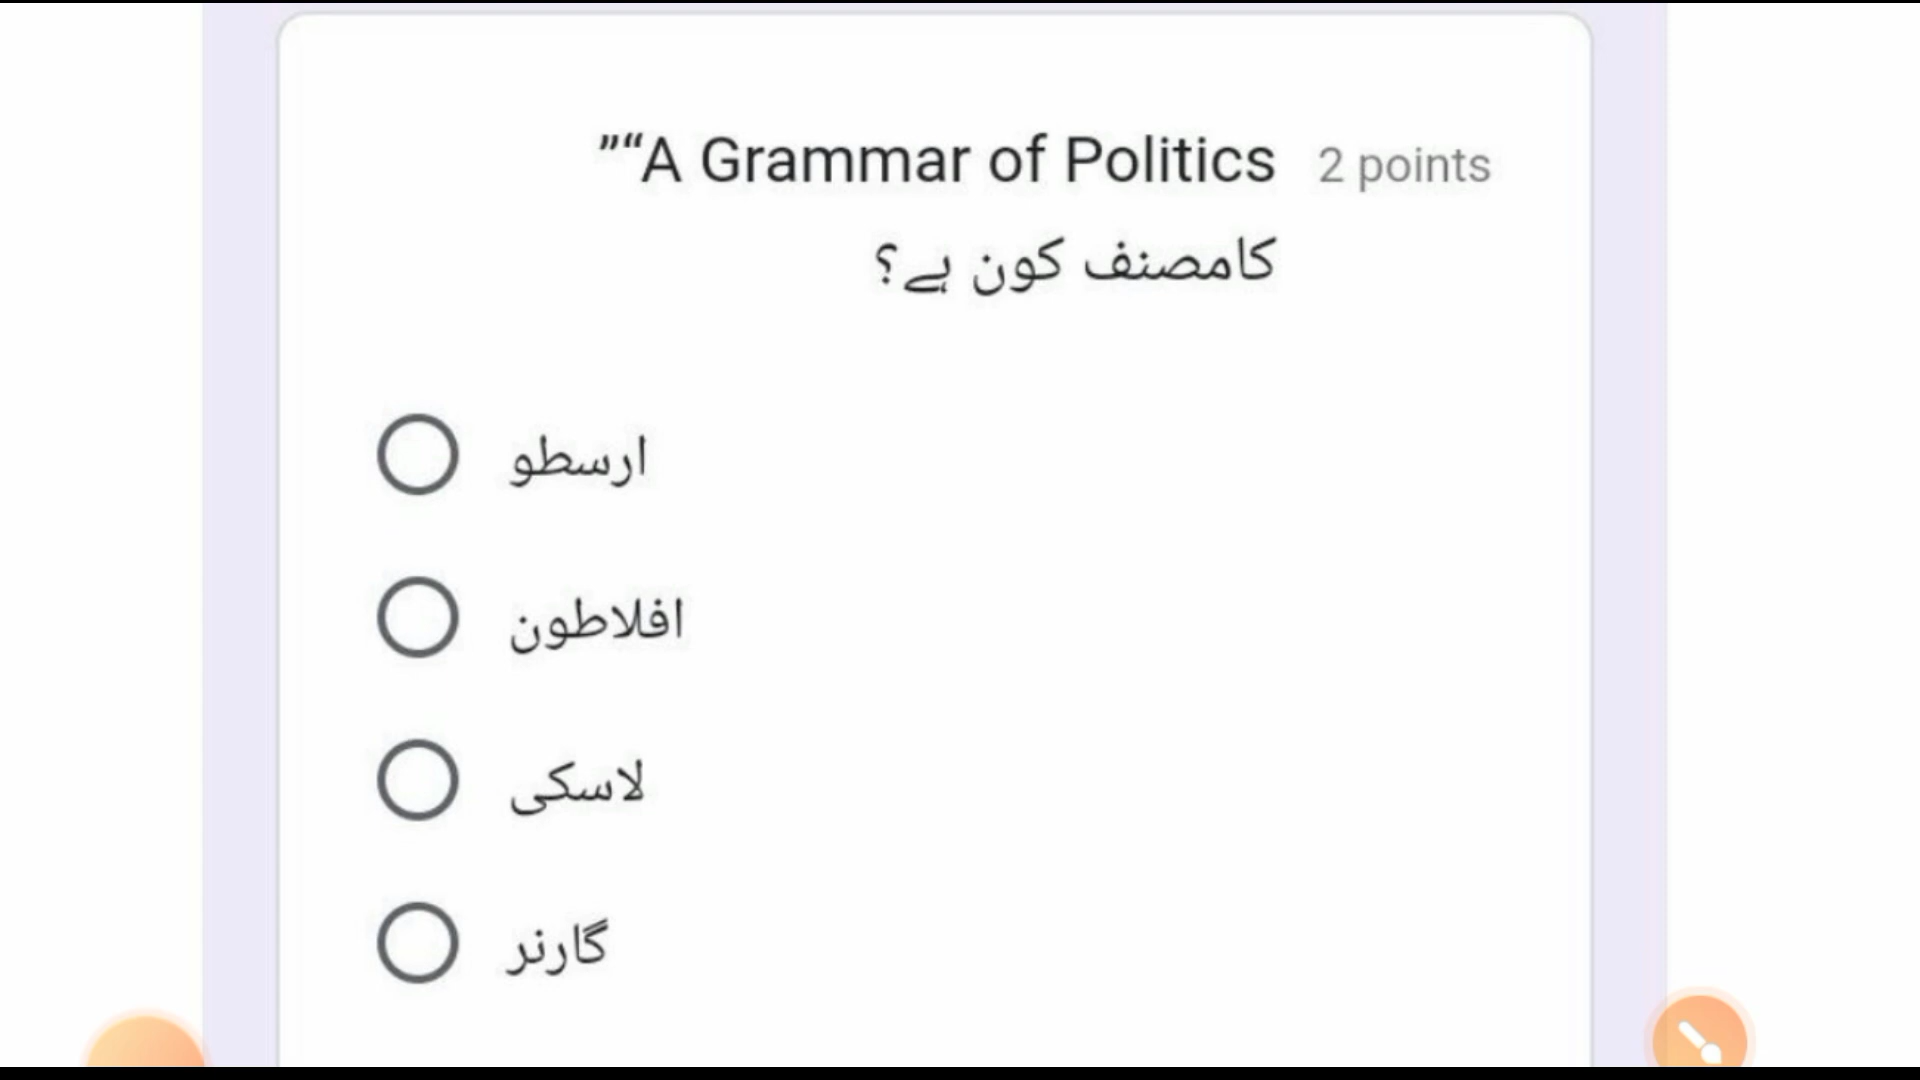 ”“A Grammar of Politics 2 points
کامصنف کون ہے؟
ارسطو
افلاطون
لاسکی
گارنر